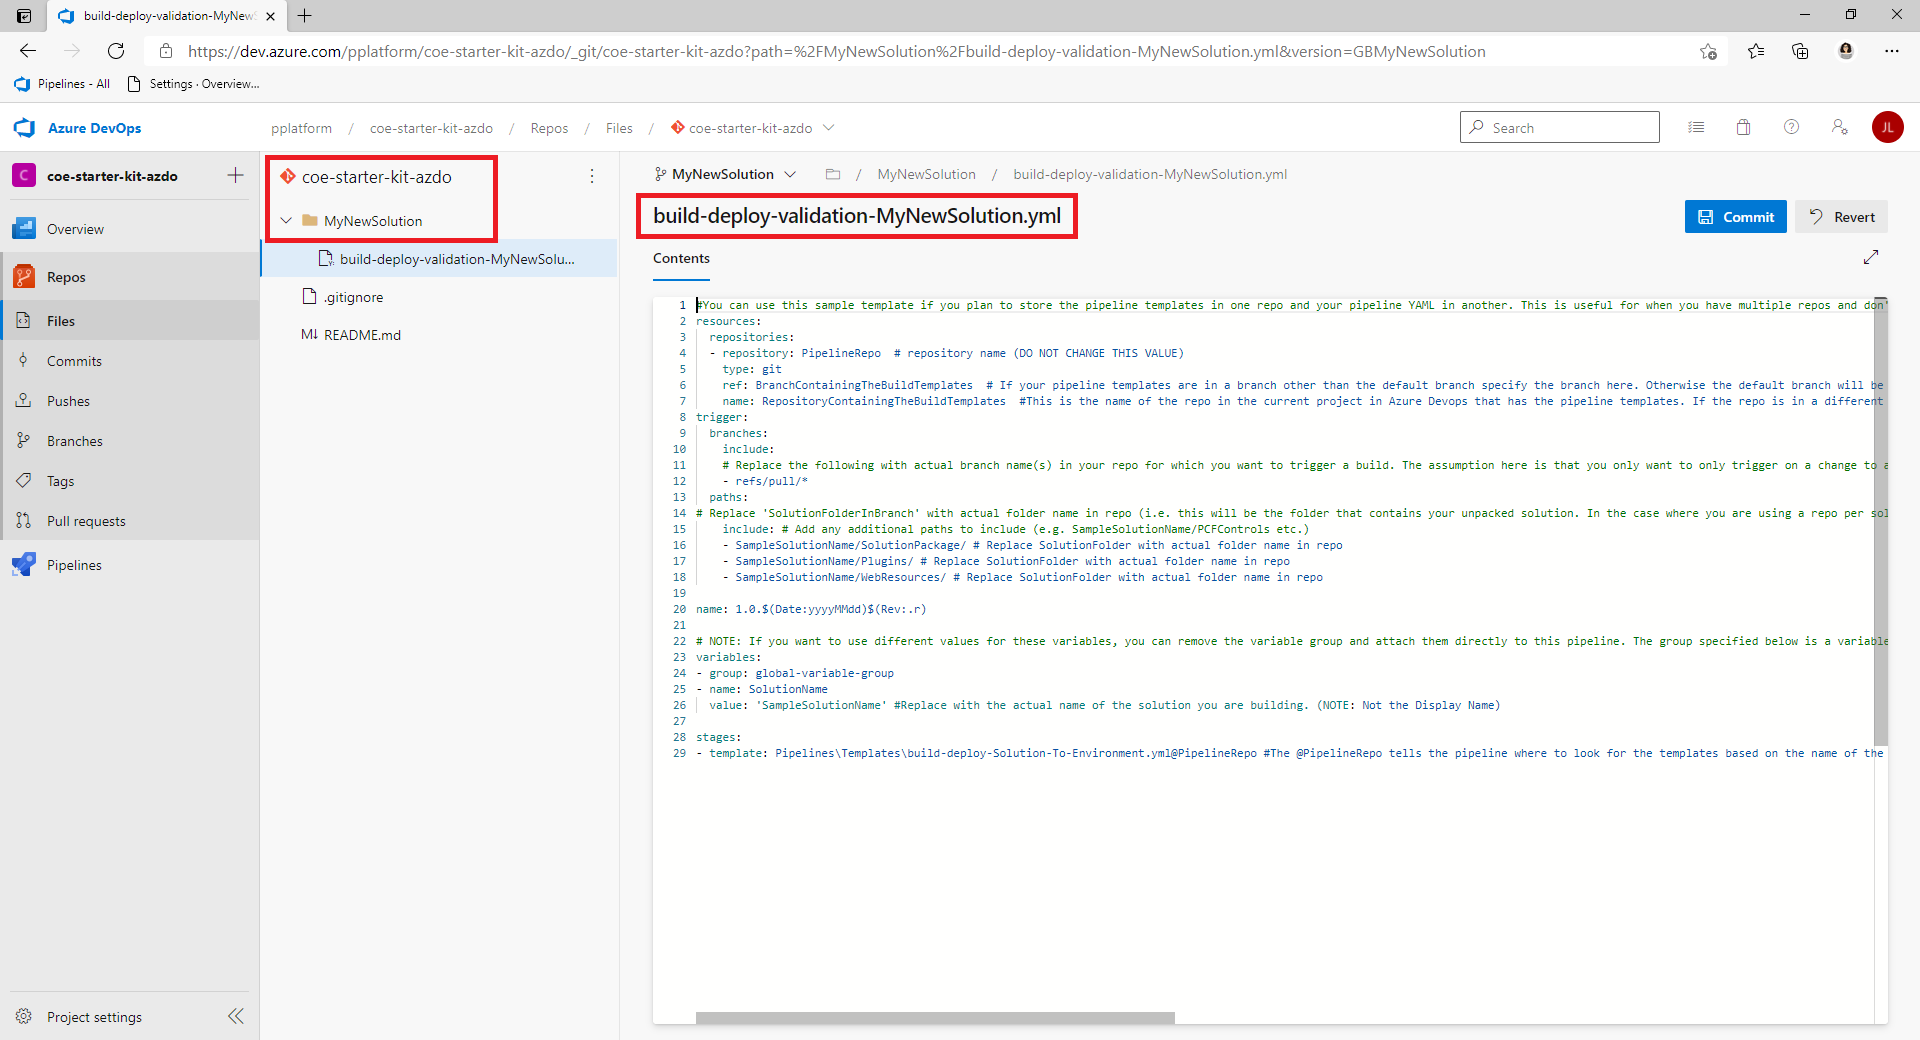 build-deploy-validation-MyNewS
https://dev.azure.com/pplatform/coe-starter-kit-azdo/_git/coe-starter-kit-azdo?path=%2FMyNewSolution%2Fbuild-deploy-validation-MyNewSolution.yml&version=GBMyNewSolution
Pipelines - All
Settings · Overview...
Azure DevOps
pplatform / coe-starter-kit-azdo / Repos / Files / coe-starter-kit-azdo
Search
JL
C
coe-starter-kit-azdo
Overview
Repos
Files
Commits
Pushes
Branches
Tags
Pull requests
Pipelines
Project settings
coe-starter-kit-azdo
MyNewSolution
build-deploy-validation-MyNewSolu...
.gitignore
M↓ README.md
MyNewSolution / MyNewSolution / build-deploy-validation-MyNewSolution.yml
build-deploy-validation-MyNewSolution.yml
Commit
Revert
Contents
1 #You can use this sample template if you plan to store the pipeline templates in one repo and your pipeline YAML in another. This is useful for when you have multiple repos and don'
2 resources:
3 repositories:
4 - repository: PipelineRepo # repository name (DO NOT CHANGE THIS VALUE)
5 type: git
6 ref: BranchContainingTheBuildTemplates # If your pipeline templates are in a branch other than the default branch specify the branch here. Otherwise the default branch will be
7 name: RepositoryContainingTheBuildTemplates #This is the name of the repo in the current project in Azure Devops that has the pipeline templates. If the repo is in a different
8 trigger:
9 branches:
10 include:
11 # Replace the following with actual branch name(s) in your repo for which you want to trigger a build. The assumption here is that you only want to only trigger on a change to a
12 - refs/pull/*
13 paths:
14 # Replace 'SolutionFolderInBranch' with actual folder name in repo (i.e. this will be the folder that contains your unpacked solution. In the case where you are using a repo per sol
15 include: # Add any additional paths to include (e.g. SampleSolutionName/PCFControls etc.)
16 - SampleSolutionName/SolutionPackage/ # Replace SolutionFolder with actual folder name in repo
17 - SampleSolutionName/Plugins/ # Replace SolutionFolder with actual folder name in repo
18 - SampleSolutionName/WebResources/ # Replace SolutionFolder with actual folder name in repo
19
20 name: 1.0.$(Date:yyyyMMdd)$(Rev:.r)
21
22 # NOTE: If you want to use different values for these variables, you can remove the variable group and attach them directly to this pipeline. The group specified below is a variable
23 variables:
24 - group: global-variable-group
25 - name: SolutionName
26 value: 'SampleSolutionName' #Replace with the actual name of the solution you are building. (NOTE: Not the Display Name)
27
28 stages:
29 - template: Pipelines\Templates\build-deploy-Solution-To-Environment.yml@PipelineRepo #The @PipelineRepo tells the pipeline where to look for the templates based on the name of the